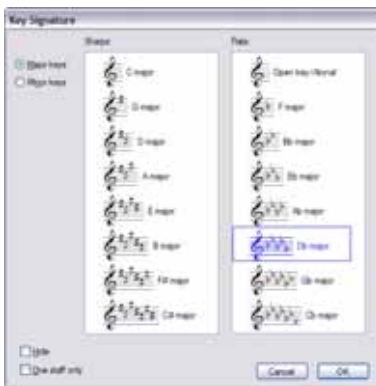 Key Signature
Sharps
Flats
Major keys
Minor keys
C major
G major
D major
A major
E major
B major
F# major
C# major
Open key/Atonal
F major
Bb major
Eb major
Ab major
Db major
Gb major
Cb major
Hide
One staff only
Cancel
OK